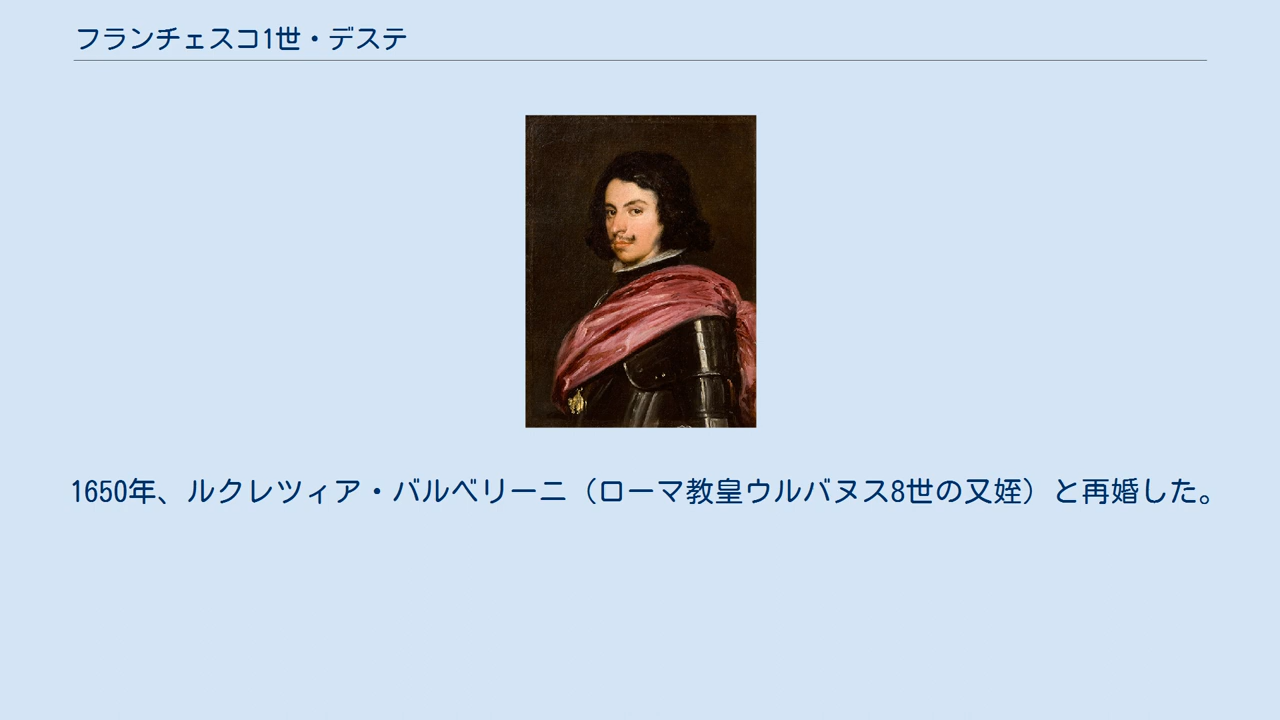 フランチェスコ1世・デステ
1650年、ルクレツィア・バルベリーニ（ローマ教皇ウルバヌス8世の又姪）と再婚した。